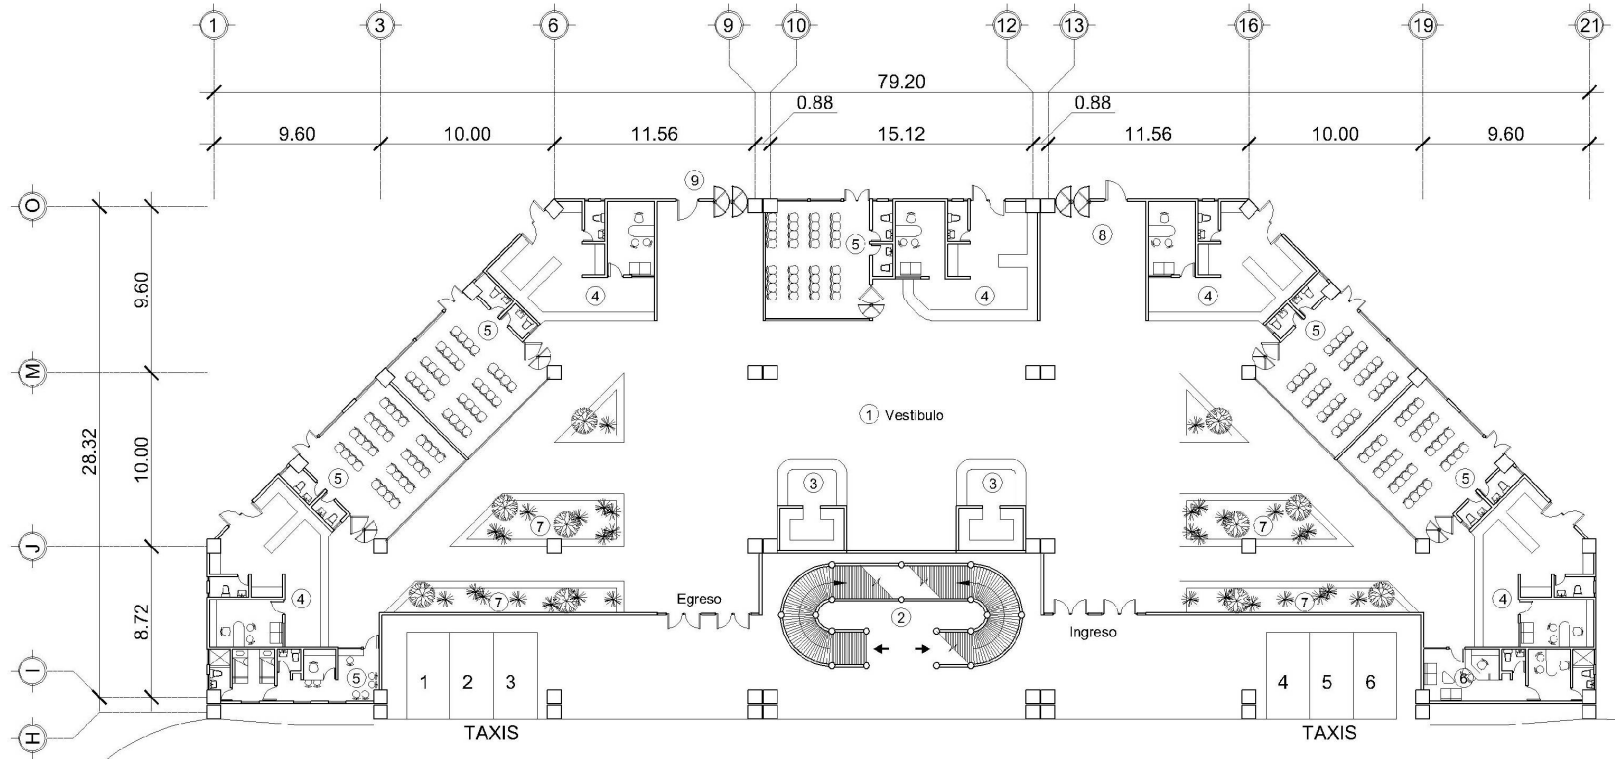 1 3 6 9 10 12 13 16 19 21
79.20
0.88 0.88
9.60 10.00 11.56 15.12 11.56 10.00 9.60
O
M
J
I
H
9.60
10.00
8.72
28.32
9
8
5
4 4 4
5 5
1 Vestibulo
5 5
3 3
7 7
4 7 Egreso 2 Ingreso 7 4
5 6
1 2 3 4 5 6
TAXIS TAXIS